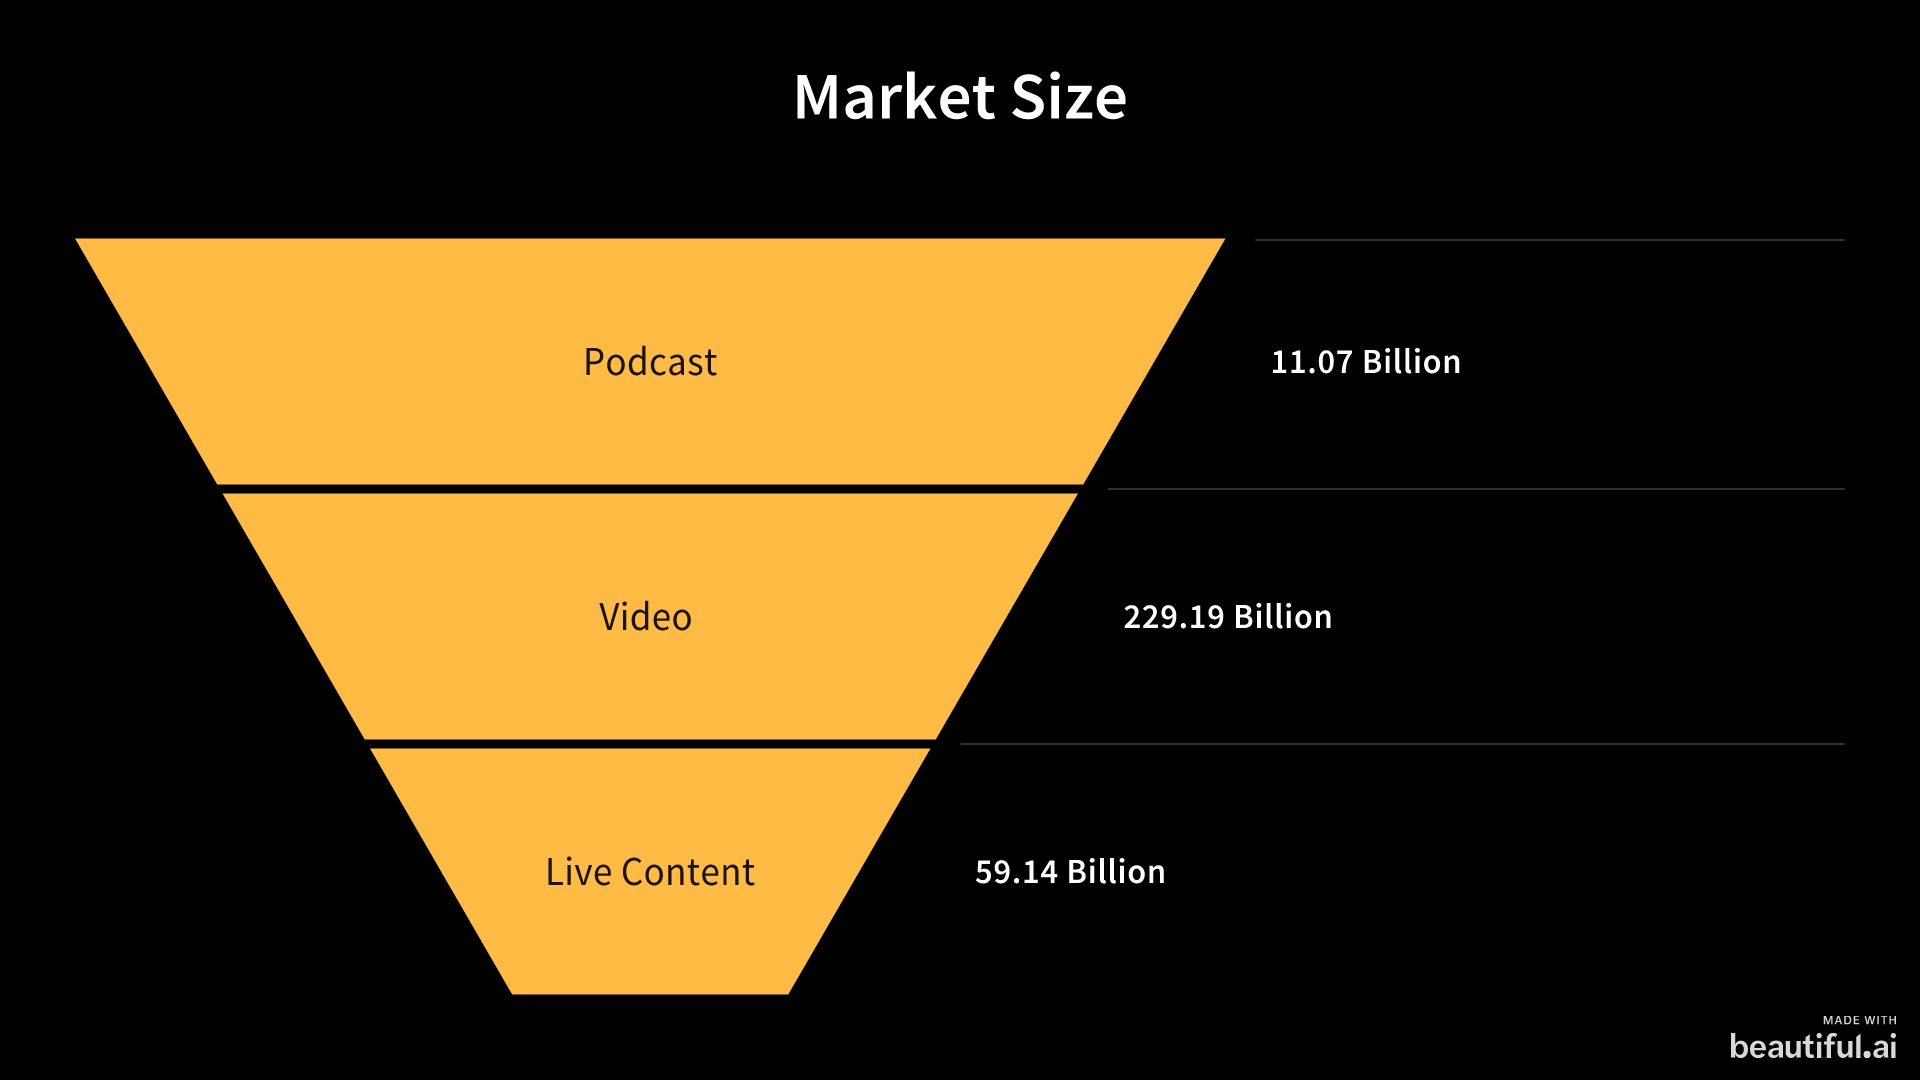 Market Size
Podcast
11.07 Billion
Video
229.19 Billion
Live Content
59.14 Billion
MADE WITH
beautiful.ai